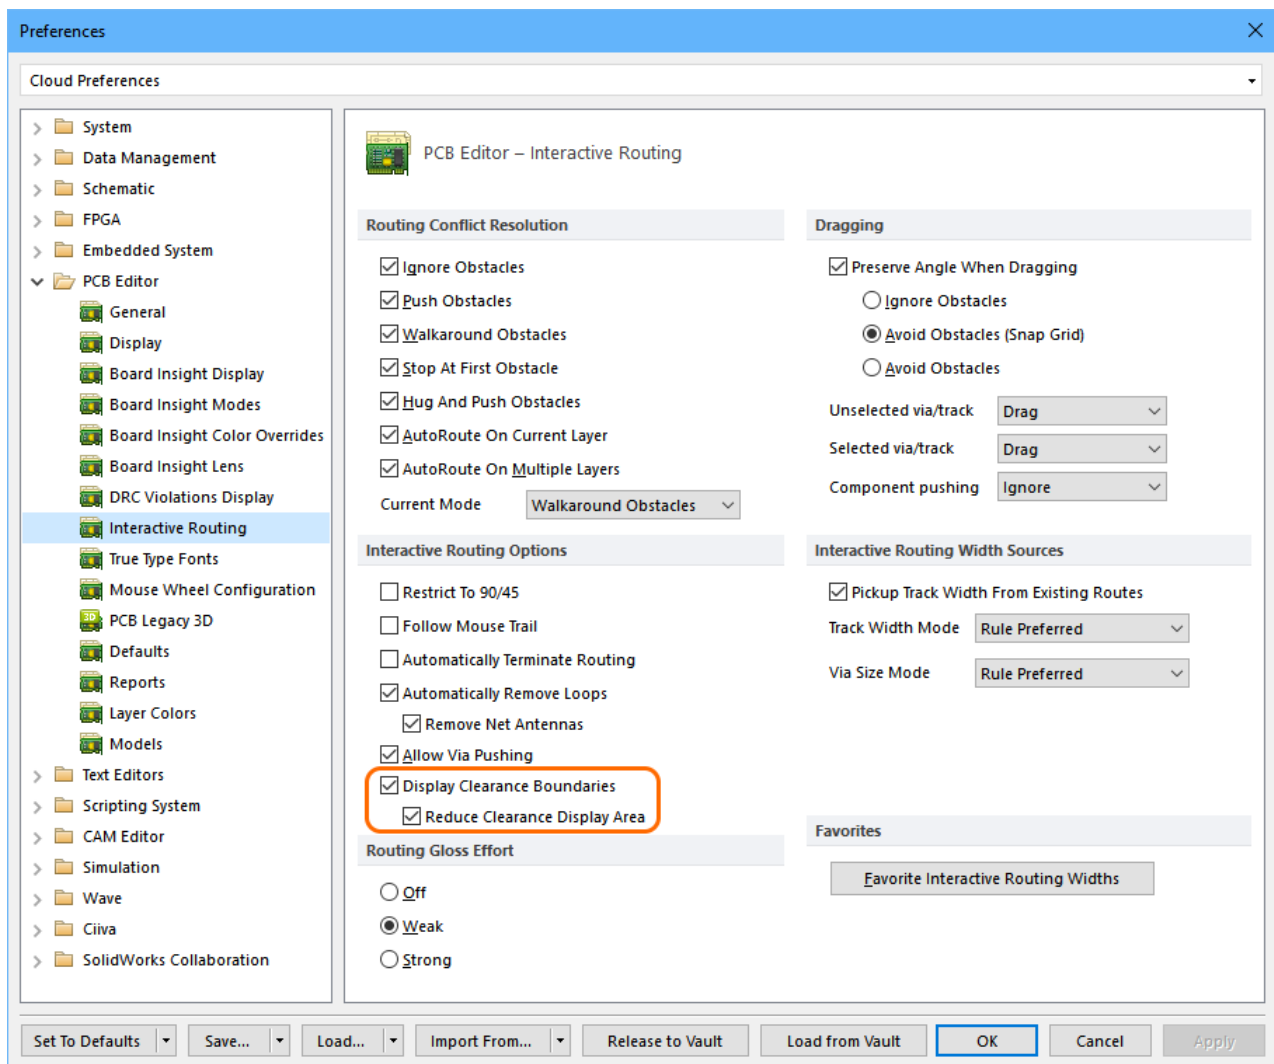 Preferences
Cloud Preferences
System
Data Management
Schematic
FPGA
Embedded System
PCB Editor
General
Display
Board Insight Display
Board Insight Modes
Board Insight Color Overrides
Board Insight Lens
DRC Violations Display
Interactive Routing
True Type Fonts
Mouse Wheel Configuration
PCB Legacy 3D
Defaults
Reports
Layer Colors
Models
Text Editors
Scripting System
CAM Editor
Simulation
Wave
Ciiva
SolidWorks Collaboration
PCB Editor – Interactive Routing
Routing Conflict Resolution
Ignore Obstacles
Push Obstacles
Walkaround Obstacles
Stop At First Obstacle
Hug And Push Obstacles
AutoRoute On Current Layer
AutoRoute On Multiple Layers
Current Mode Walkaround Obstacles
Interactive Routing Options
Restrict To 90/45
Follow Mouse Trail
Automatically Terminate Routing
Automatically Remove Loops
Remove Net Antennas
Allow Via Pushing
Display Clearance Boundaries
Reduce Clearance Display Area
Routing Gloss Effort
Off
Weak
Strong
Dragging
Preserve Angle When Dragging
Ignore Obstacles
Avoid Obstacles (Snap Grid)
Avoid Obstacles
Unselected via/track Drag
Selected via/track Drag
Component pushing Ignore
Interactive Routing Width Sources
Pickup Track Width From Existing Routes
Track Width Mode Rule Preferred
Via Size Mode Rule Preferred
Favorites
Favorite Interactive Routing Widths
Set To Defaults Save... Load... Import From... Release to Vault Load from Vault OK Cancel Apply